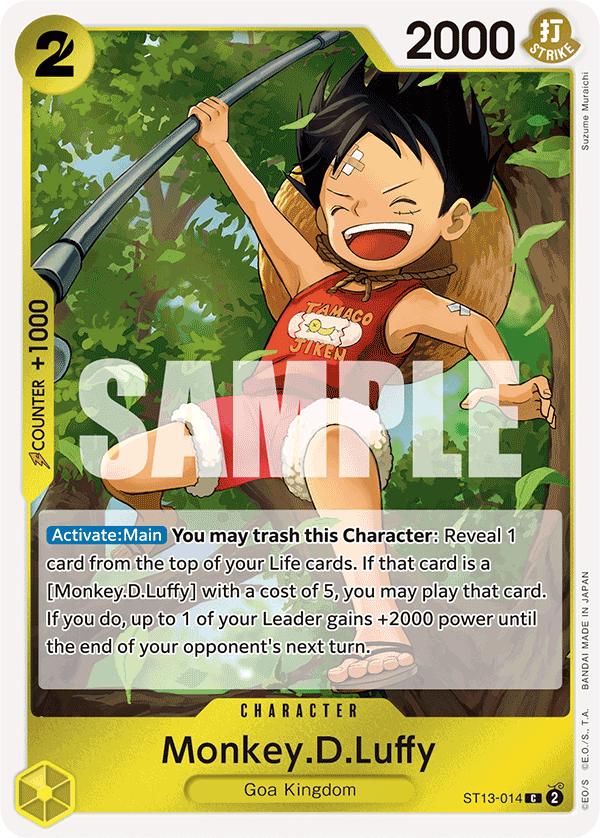 2
2000
打
STRIKE
Suzume Muraichi
COUNTER +1000
TAMAGO
JIKEN
SAMPLE
Activate:Main You may trash this Character: Reveal 1
card from the top of your Life cards. If that card is a
[Monkey.D.Luffy] with a cost of 5, you may play that card.
If you do, up to 1 of your Leader gains +2000 power until
the end of your opponent's next turn.
CHARACTER
Monkey.D.Luffy
Goa Kingdom
ST13-014 C 2
©EO/S ©E.O./S., T.A. BANDAI MADE IN JAPAN